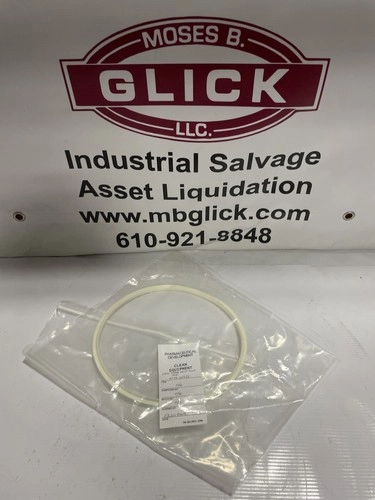 MOSES B.
GLICK
LLC.
Industrial Salvage
Asset Liquidation
www.mbglick.com
610-921-8848
PHARMACEUTICAL
DEVELOPMENT
CLEAN
EQUIPMENT